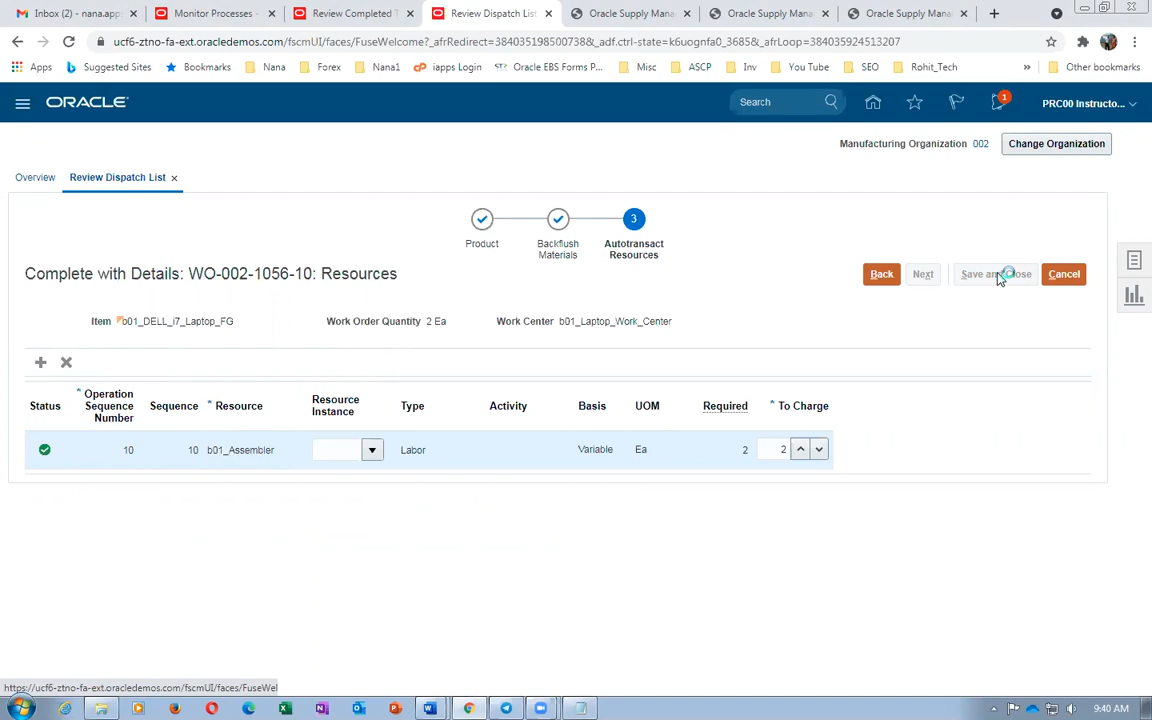 Inbox (2) - nana.apps
Monitor Processes -
Review Completed T
Review Dispatch List
Oracle Supply Mana
Oracle Supply Mana
Oracle Supply Mana
ucf6-ztno-fa-ext.oracledemos.com/fscmUI/faces/FuseWelcome?_afrRedirect=384035198500738&_adf.ctrl-state=k6uognfa0_3685&_afrLoop=384035924513207
Apps
Suggested Sites
Bookmarks
Nana
Forex
Nana1
iapps Login
Oracle EBS Forms P...
Misc
ASCP
Inv
You Tube
SEO
Rohit_Tech
»
Other bookmarks
ORACLE
Search
1
PRC00 Instructo...
Manufacturing Organization 002
Change Organization
Overview
Review Dispatch List
3
Product
Backflush Materials
Autotransact Resources
Complete with Details: WO-002-1056-10: Resources
Back
Next
Cancel
Item b01_DELL_i7_Laptop_FG
Work Order Quantity 2 Ea
Work Center b01_Laptop_Work_Center
Status
* Operation Sequence Number
Sequence
* Resource
Resource Instance
Type
Activity
Basis
UOM
Required
* To Charge
10
10
b01_Assembler
Labor
Variable
Ea
2
2
https://ucf6-ztno-fa-ext.oracledemos.com/fscmUI/faces/FuseWel
9:40 AM